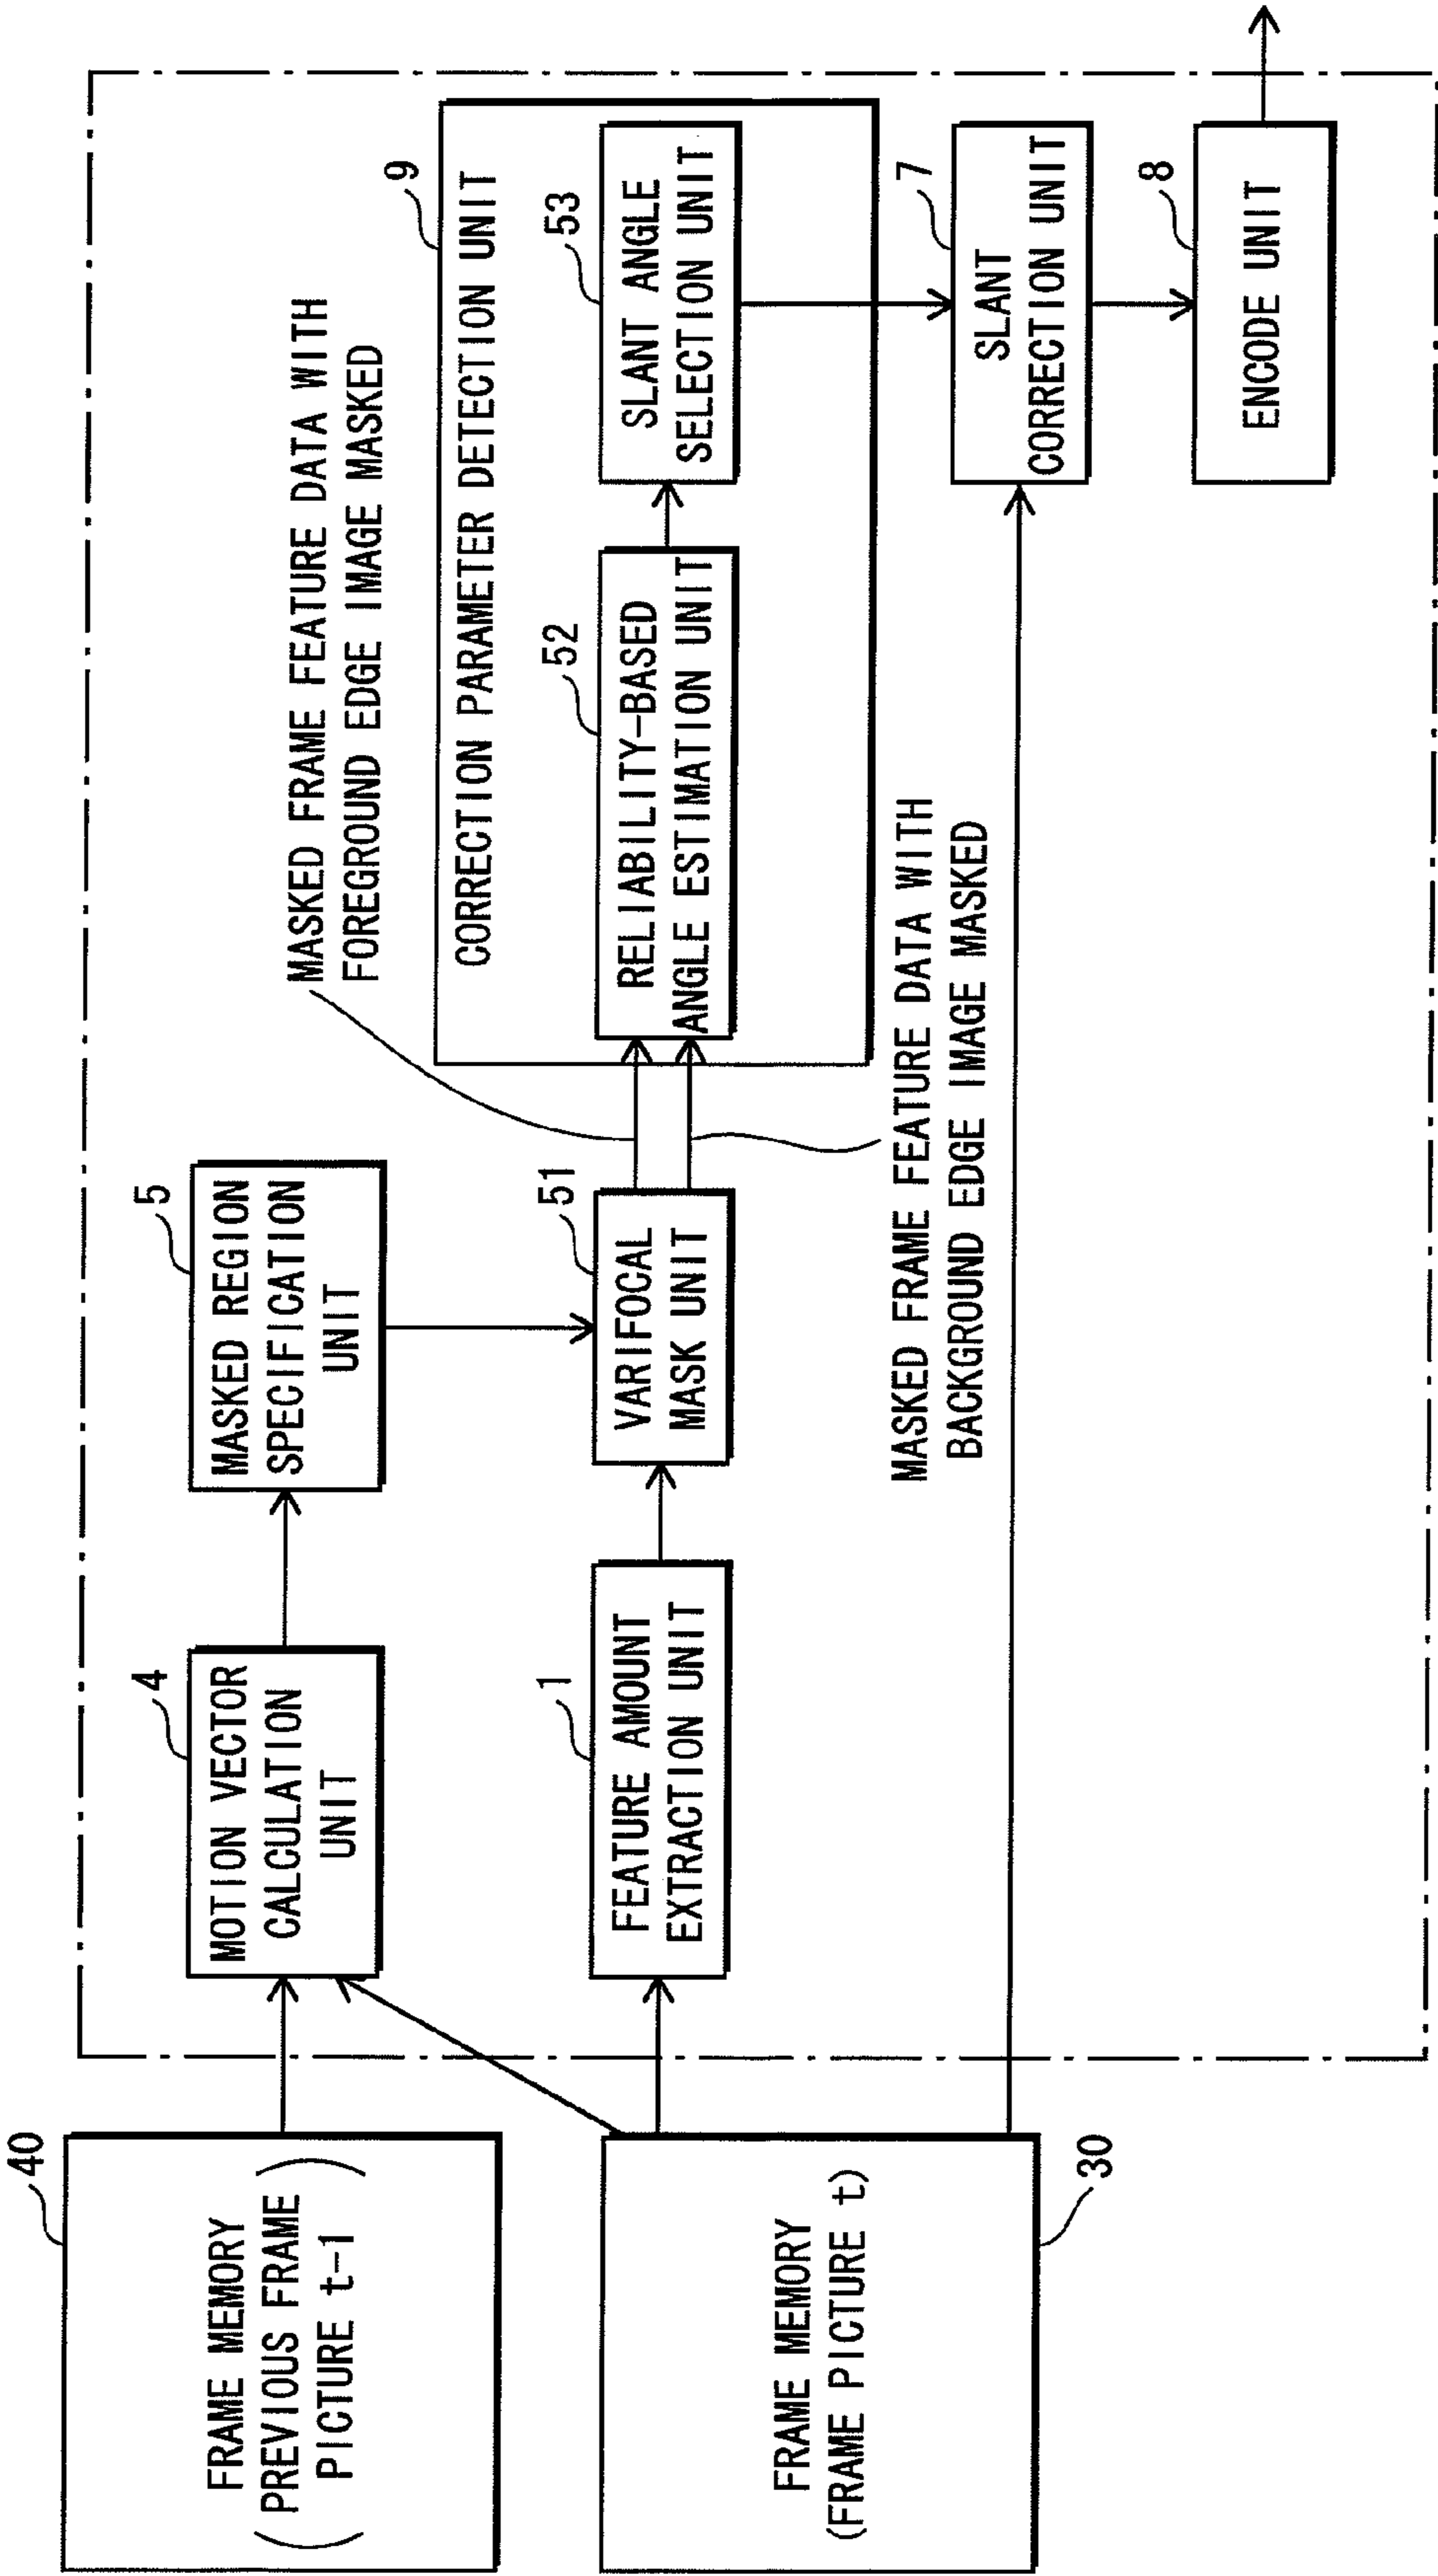 40
FRAME MEMORY
(PREVIOUS FRAME
PICTURE t-1)
FRAME MEMORY
(FRAME PICTURE t)
30
4
MOTION VECTOR
CALCULATION
UNIT
5
MASKED REGION
SPECIFICATION
UNIT
1
FEATURE AMOUNT
EXTRACTION UNIT
51
VARIFOCAL
MASK UNIT
MASKED FRAME FEATURE DATA WITH
FOREGROUND EDGE IMAGE MASKED
MASKED FRAME FEATURE DATA WITH
BACKGROUND EDGE IMAGE MASKED
9
CORRECTION PARAMETER DETECTION UNIT
52
RELIABILITY-BASED
ANGLE ESTIMATION UNIT
53
SLANT ANGLE
SELECTION UNIT
7
SLANT
CORRECTION UNIT
8
ENCODE UNIT